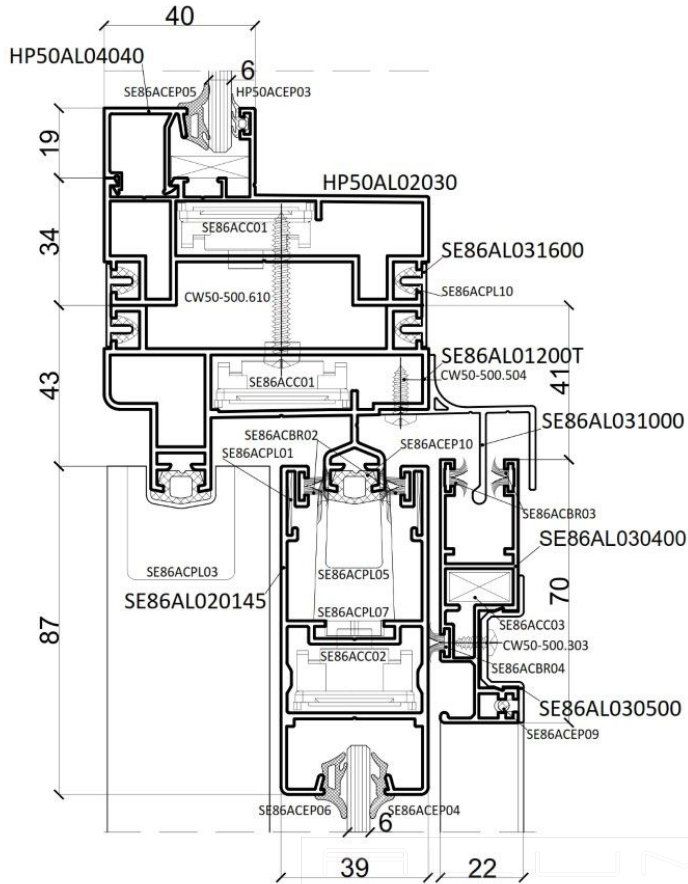 40
HP50AL04040
6
SE86ACEP05
HP50ACEP03
19
HP50AL02030
34
SE86ACC01
SE86AL031600
SE86ACPL10
CW50-500.610
43
SE86AL01200T
CW50-500.504
41
SE86ACC01
SE86AL031000
SE86ACBR02
SE86ACEP10
SE86ACPL01
SE86ACBR03
SE86AL030400
SE86ACPL03
SE86ACPL05
SE86AL020145
70
SE86ACPL07
SE86ACC03
87
CW50-500.303
SE86ACC02
SE86ACBR04
SE86AL030500
SE86ACEP09
SE86ACEP06
SE86ACEP04
6
39
22